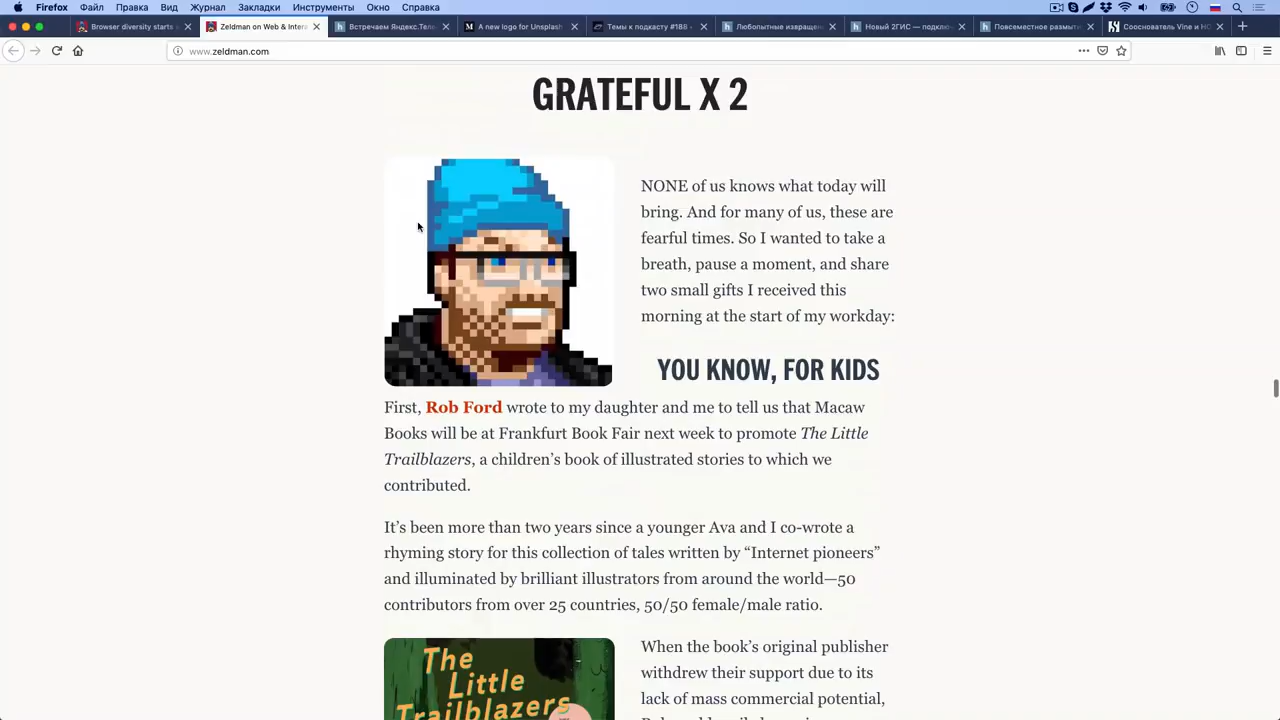 Firefox Файл Правка Вид Журнал Закладки Инструменты Окно Справка
Browser diversity starts
Zeldman on Web & Intera
Встречаем Яндекс.Теле
A new logo for Unsplash
Темы к подкасту #188
Любопытные извращени
Новый 2ГИС — подключ
Повсеместное размыти
Сооснователь Vine и HQ
www.zeldman.com
GRATEFUL X 2
NONE of us knows what today will
bring. And for many of us, these are
fearful times. So I wanted to take a
breath, pause a moment, and share
two small gifts I received this
morning at the start of my workday:
YOU KNOW, FOR KIDS
First, Rob Ford wrote to my daughter and me to tell us that Macaw
Books will be at Frankfurt Book Fair next week to promote The Little
Trailblazers, a children’s book of illustrated stories to which we
contributed.
It’s been more than two years since a younger Ava and I co-wrote a
rhyming story for this collection of tales written by “Internet pioneers”
and illuminated by brilliant illustrators from around the world—50
contributors from over 25 countries, 50/50 female/male ratio.
The
Little
Trailblazers
When the book’s original publisher
withdrew their support due to its
lack of mass commercial potential,